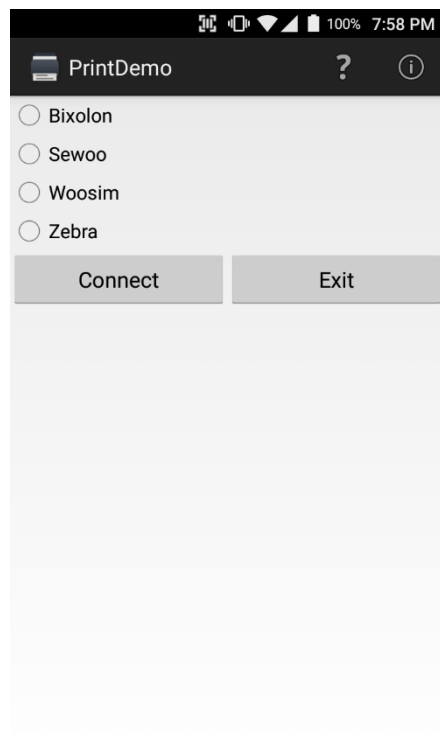 100% 7:58 PM
PrintDemo ?
Bixolon
Sewoo
Woosim
Zebra
Connect Exit